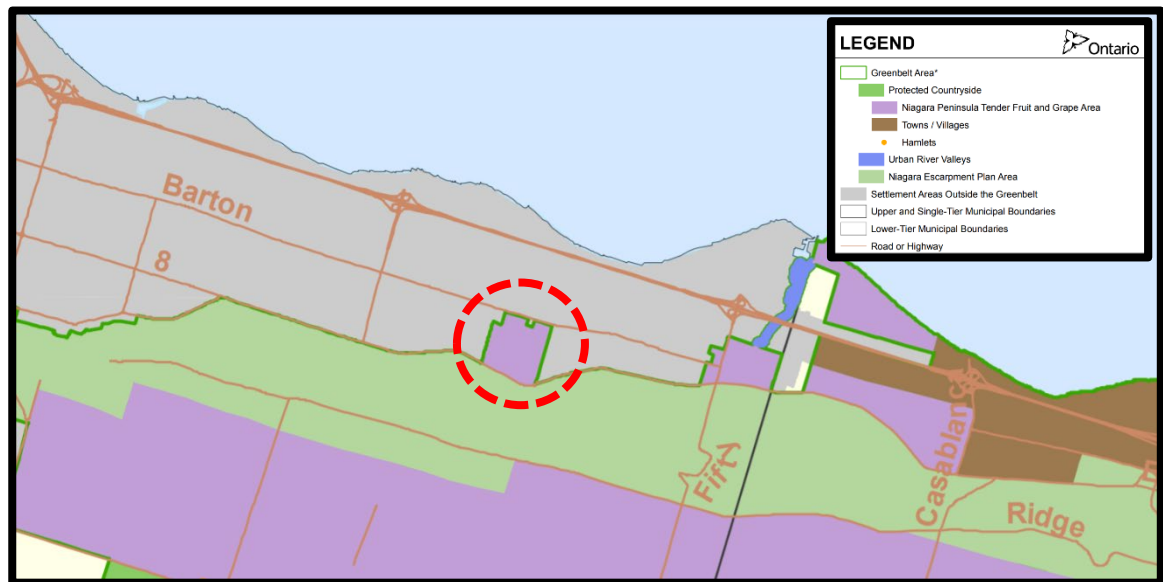 LEGEND
Ontario
Greenbelt Area*
Protected Countryside
Niagara Peninsula Tender Fruit and Grape Area
Towns / Villages
Hamlets
Urban River Valleys
Niagara Escarpment Plan Area
Settlement Areas Outside the Greenbelt
Upper and Single-Tier Municipal Boundaries
Lower-Tier Municipal Boundaries
Road or Highway
Barton
8
Fifty
Casablanca
Ridge